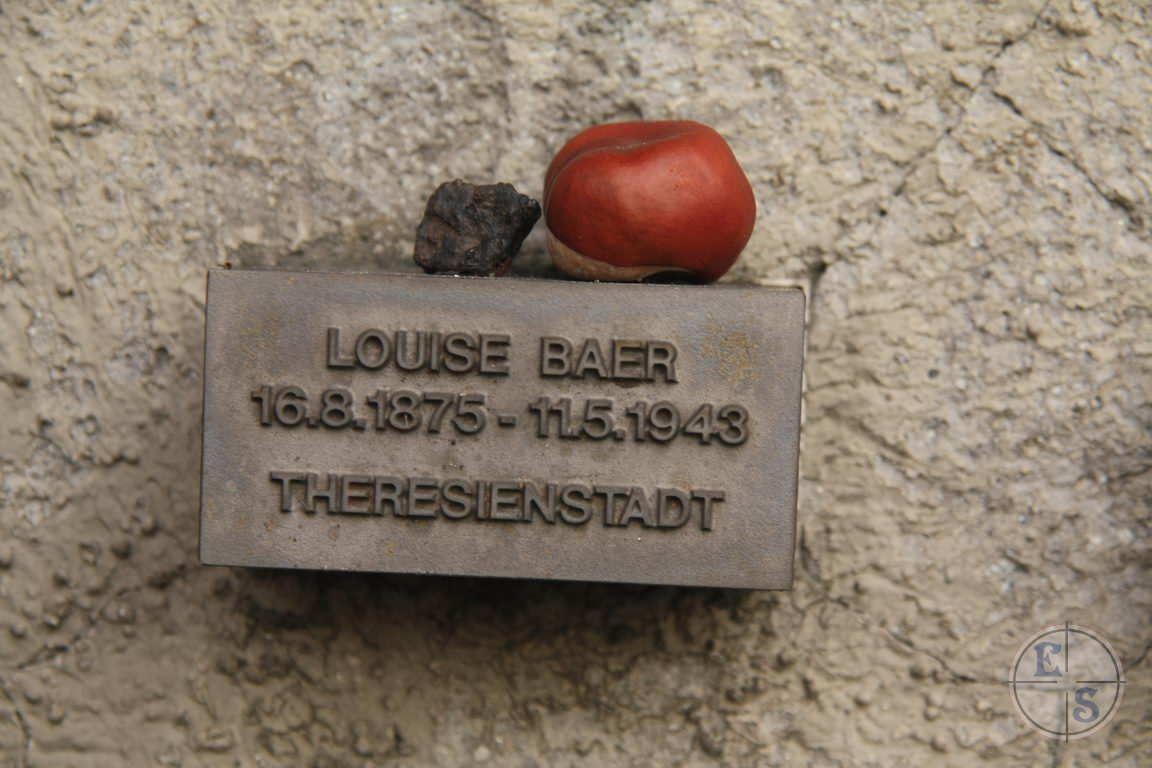 LOUISE BAER
16.8.1875 - 11.5.1943
THERESIENSTADT
E
S